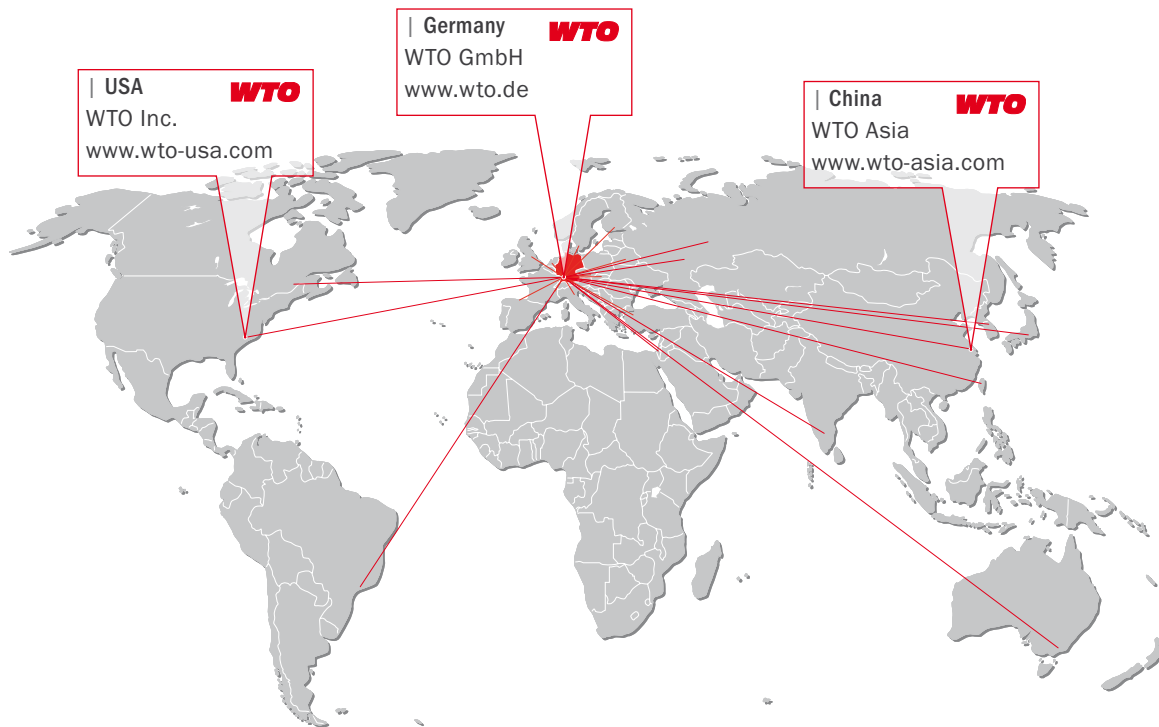 | Germany WTO
WTO GmbH
www.wto.de
| USA WTO
WTO Inc.
www.wto-usa.com
| China WTO
WTO Asia
www.wto-asia.com